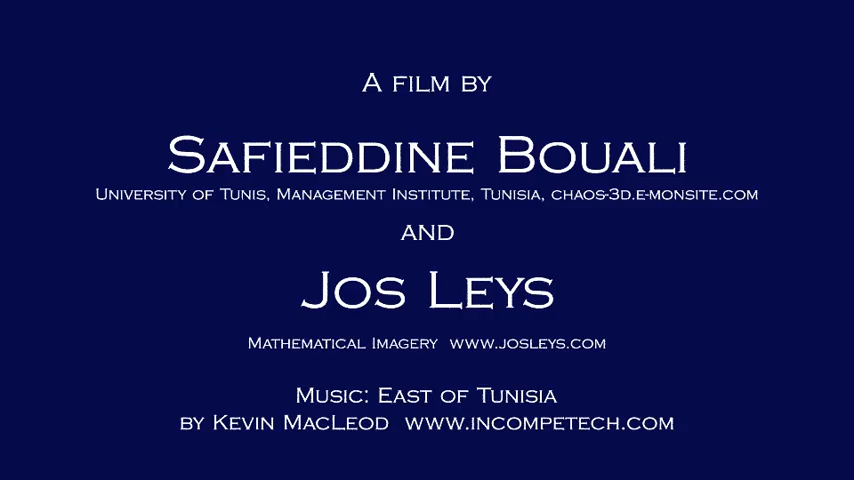 A film by
Safieddine Bouali
University of Tunis, Management Institute, Tunisia, chaos-3d.e-monsite.com
and
Jos Leys
Mathematical Imagery www.josleys.com
Music: East of Tunisia
by Kevin MacLeod www.incompetech.com